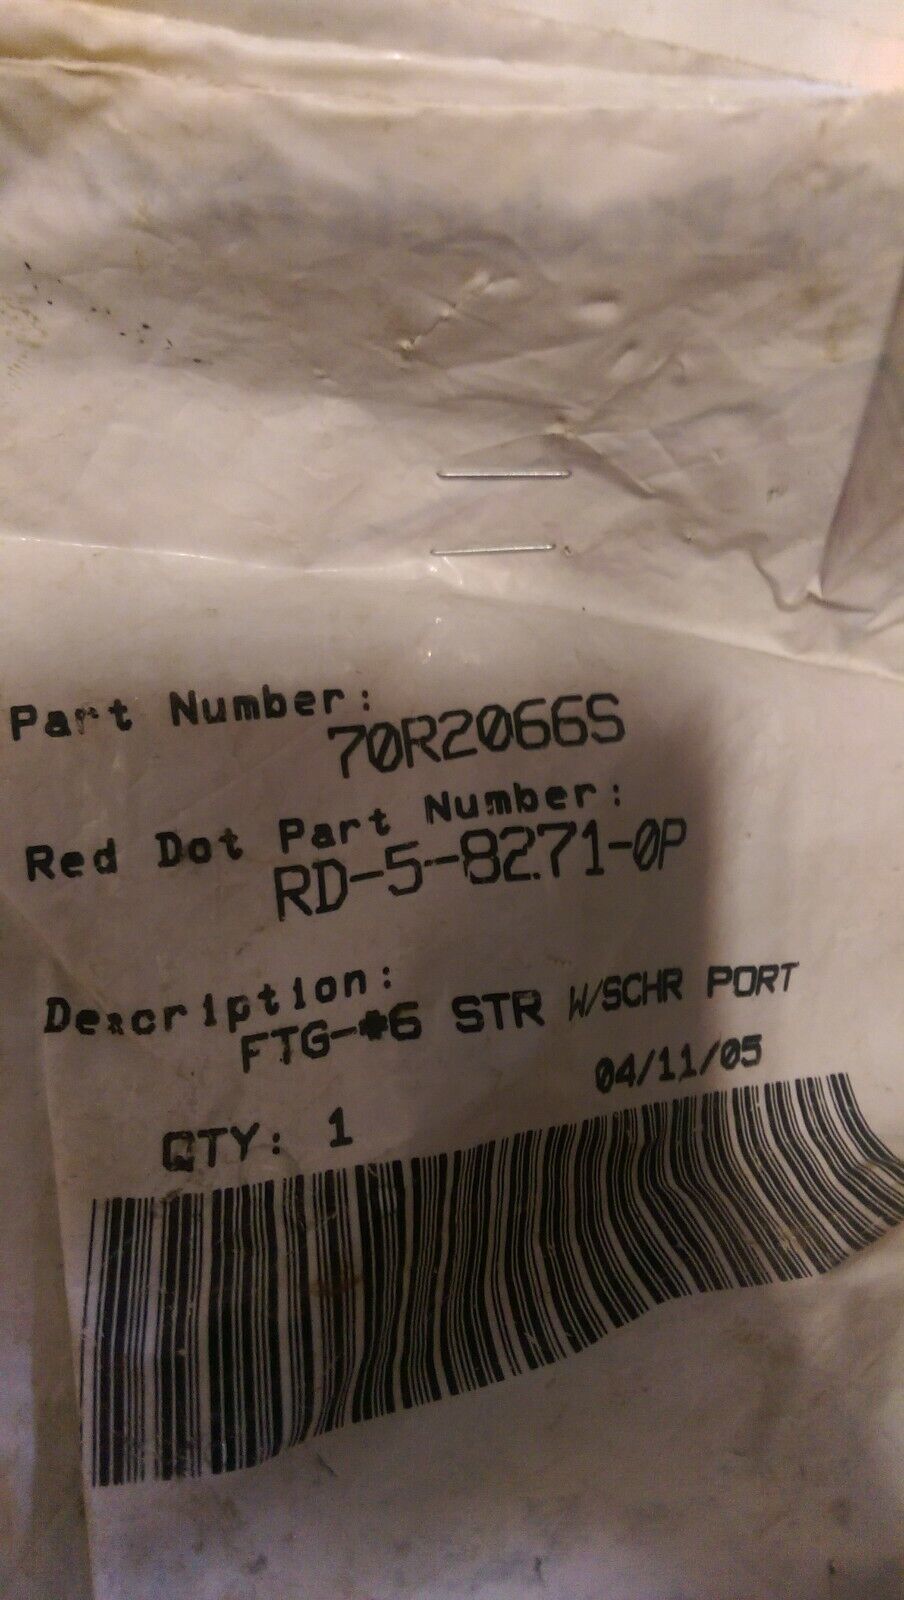 Part Number:
70R2066S
Red Dot Part Number:
RD-5-8271-0P
Description:
FTG-#6 STR W/SCHR PORT
04/11/05
QTY: 1